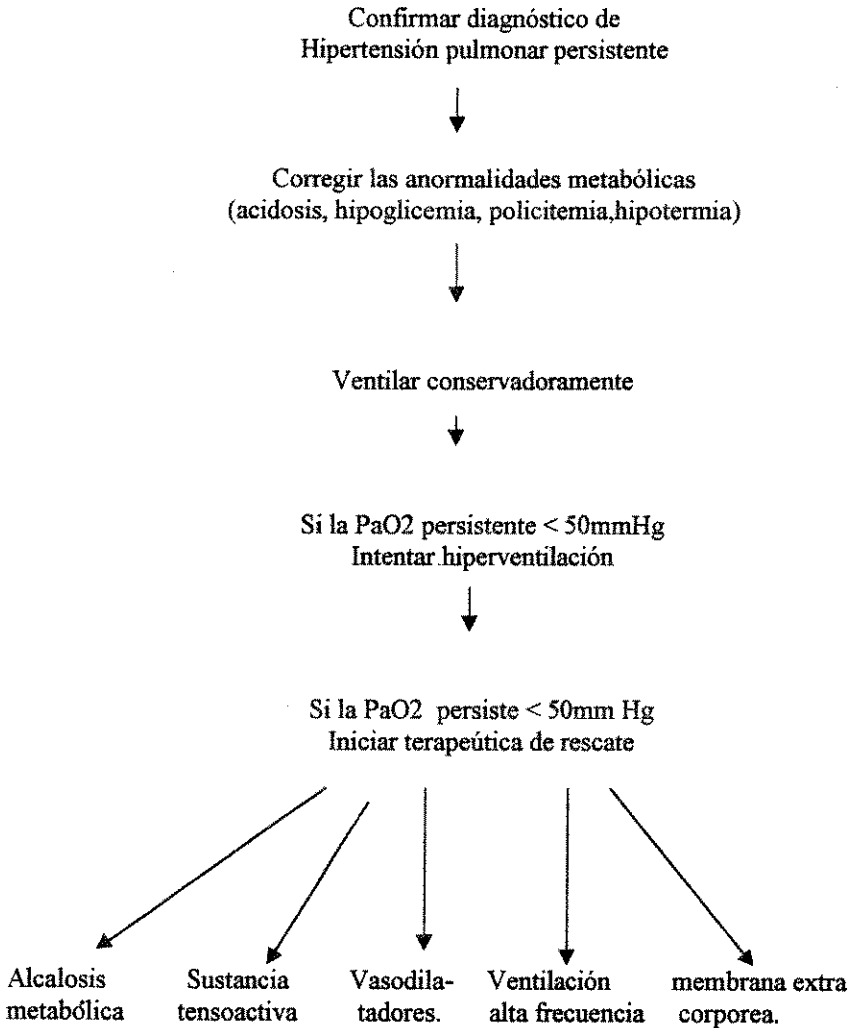 Confirmar diagnóstico de
Hipertensión pulmonar persistente
Corregir las anormalidades metabólicas
(acidosis, hipoglicemia, policitemia,hipotermia)
Ventilar conservadoramente
Si la PaO2 persistente < 50mmHg
Intentar hiperventilación
Si la PaO2 persiste < 50mm Hg
Iniciar terapeútica de rescate
Alcalosis
metabólica
Sustancia
tensoactiva
Vasodila-
tadores.
Ventilación
alta frecuencia
membrana extra
corporea.